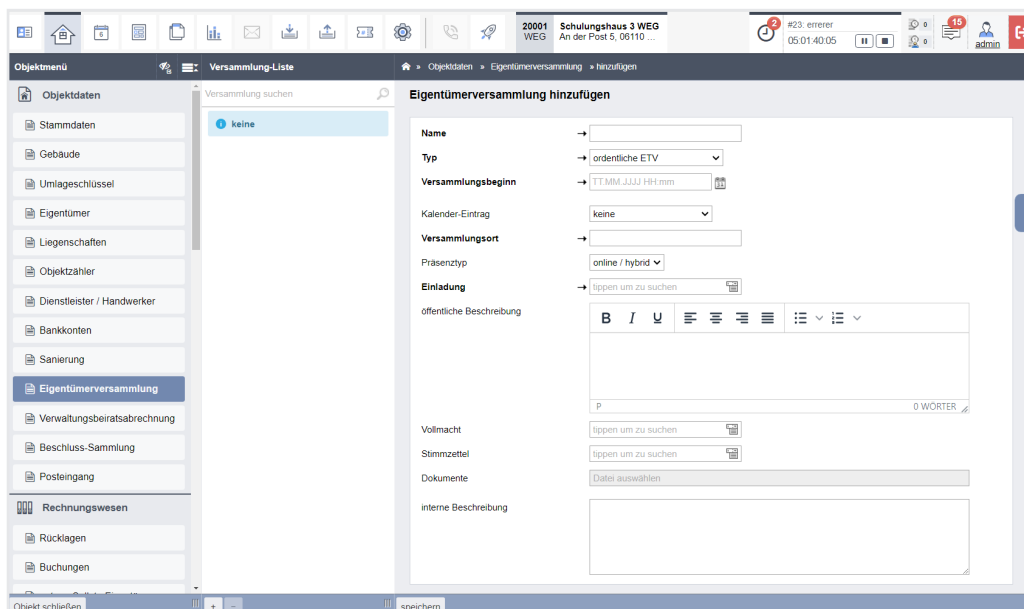 6
20001
WEG
Schulungshaus 3 WEG
An der Post 5, 06110 ...
2
#23: errerer
05:01:40:05
0
0
15
admin
Objektmenü
Versammlung-Liste
» Objektdaten » Eigentümerversammlung » hinzufügen
Objektdaten
Stammdaten
Gebäude
Umlageschlüssel
Eigentümer
Liegenschaften
Objektzähler
Dienstleister / Handwerker
Bankkonten
Sanierung
Eigentümerversammlung
Verwaltungsbeiratsabrechnung
Beschluss-Sammlung
Posteingang
Rechnungswesen
Rücklagen
Buchungen
Objekt schließen
Versammlung suchen
keine
+ −
Eigentümerversammlung hinzufügen
Name
Typ
ordentliche ETV
Versammlungsbeginn
TT.MM.JJJJ HH:mm
Kalender-Eintrag
keine
Versammlungsort
Präsenztyp
online / hybrid
Einladung
tippen um zu suchen
öffentliche Beschreibung
B I U
P
0 WÖRTER
Vollmacht
tippen um zu suchen
Stimmzettel
tippen um zu suchen
Dokumente
Datei auswählen
interne Beschreibung
speichern